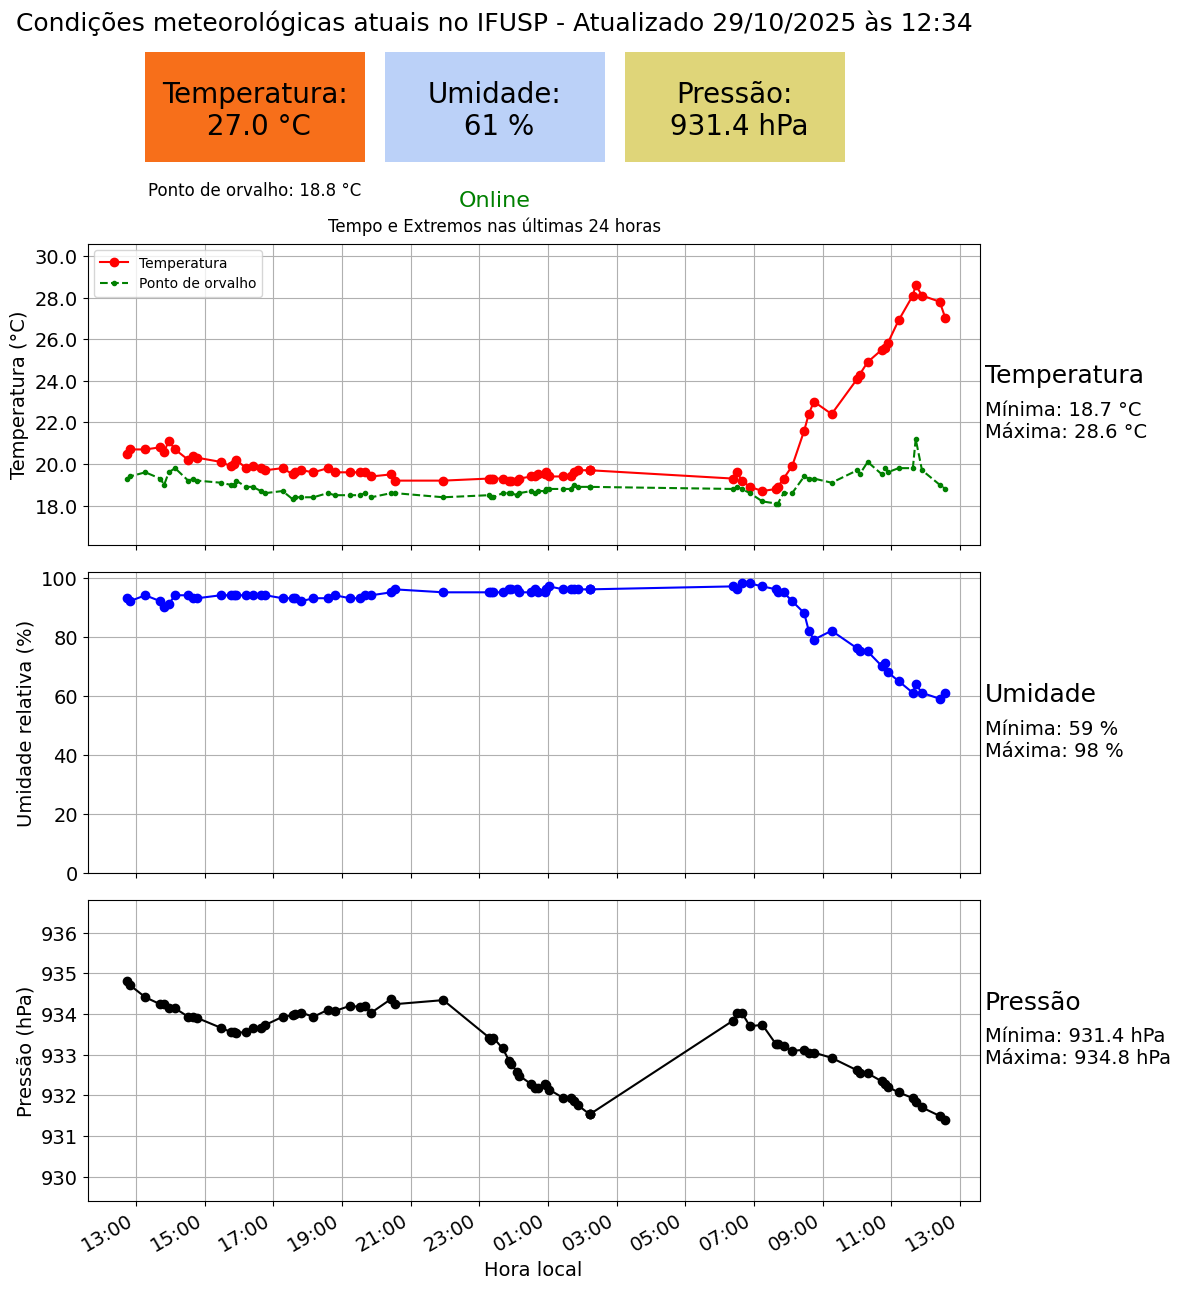 Condições meteorológicas atuais no IFUSP - Atualizado 29/10/2025 às 12:34
Temperatura:
27.0 °C
Umidade:
61 %
Pressão:
931.4 hPa
Ponto de orvalho: 18.8 °C
Online
Tempo e Extremos nas últimas 24 horas
Temperatura
Ponto de orvalho
Temperatura (°C)
30.0
28.0
26.0
24.0
22.0
20.0
18.0
Temperatura
Mínima: 18.7 °C
Máxima: 28.6 °C
Umidade relativa (%)
100
80
60
40
20
0
Umidade
Mínima: 59 %
Máxima: 98 %
Pressão (hPa)
936
935
934
933
932
931
930
Pressão
Mínima: 931.4 hPa
Máxima: 934.8 hPa
13:00 15:00 17:00 19:00 21:00 23:00 01:00 03:00 05:00 07:00 09:00 11:00 13:00
Hora local